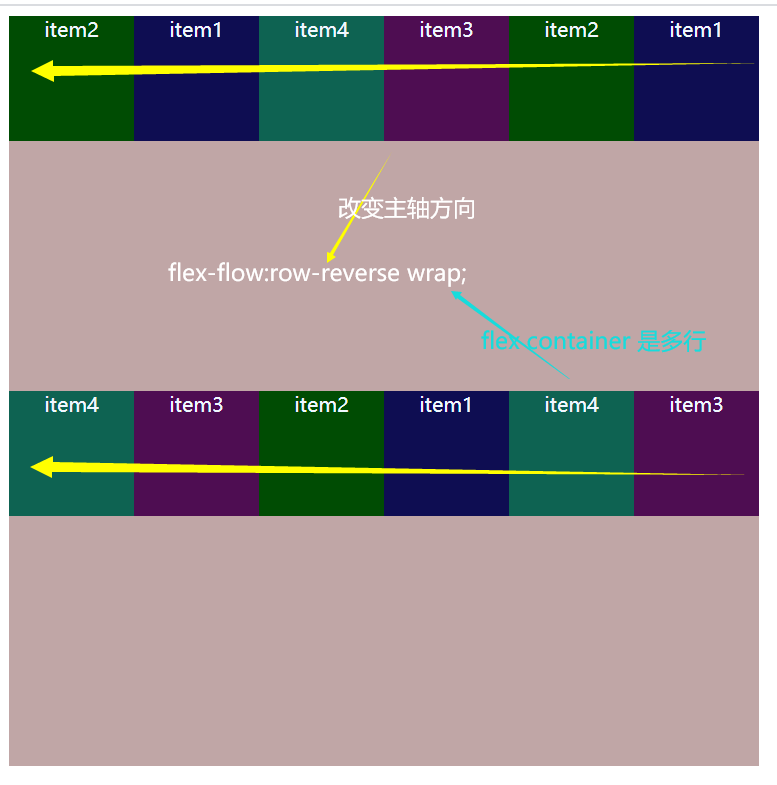 item2 item1 item4 item3 item2 item1
改变主轴方向
flex-flow:row-reverse wrap;
flex container 是多行
item4 item3 item2 item1 item4 item3